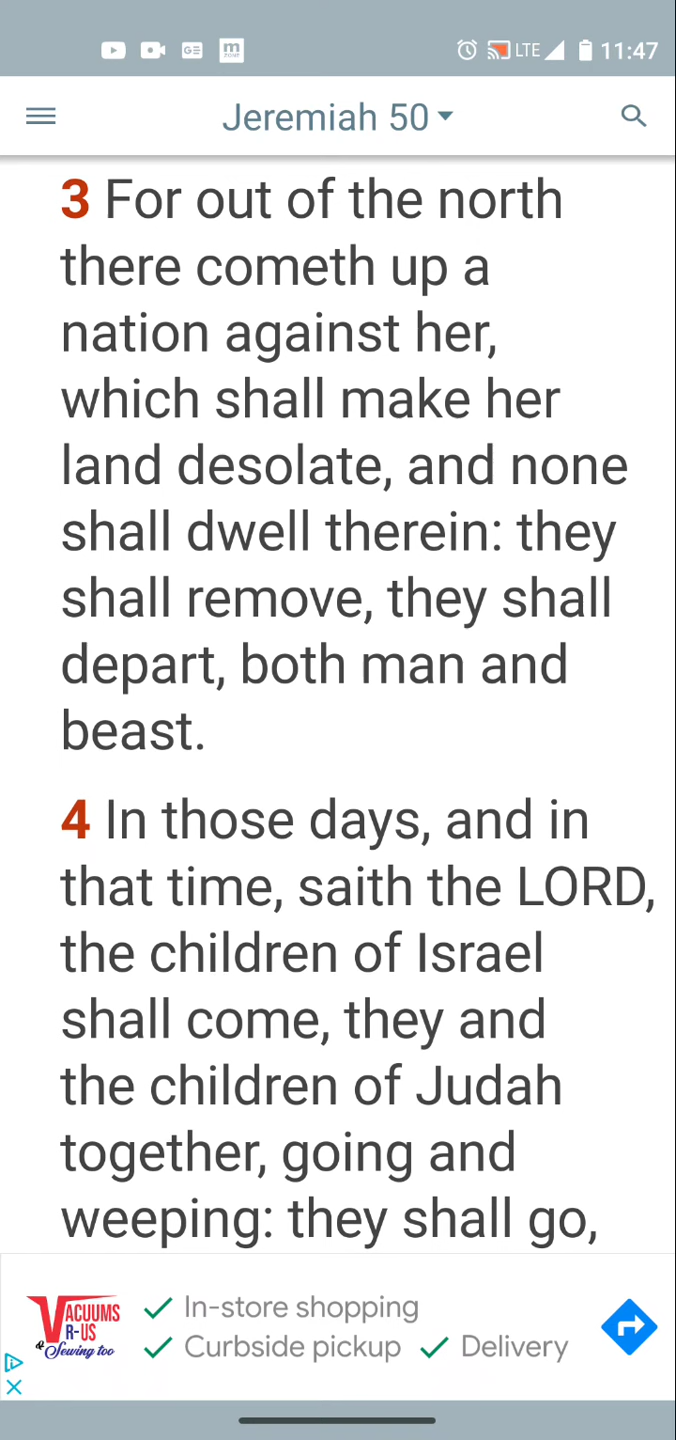 GE
m
LTE 11:47
Jeremiah 50
3 For out of the north
there cometh up a
nation against her,
which shall make her
land desolate, and none
shall dwell therein: they
shall remove, they shall
depart, both man and
beast.
4 In those days, and in
that time, saith the LORD,
the children of Israel
shall come, they and
the children of Judah
together, going and
weeping: they shall go,
VACUUMS
R-US
& Sewing too
In-store shopping
Curbside pickup Delivery